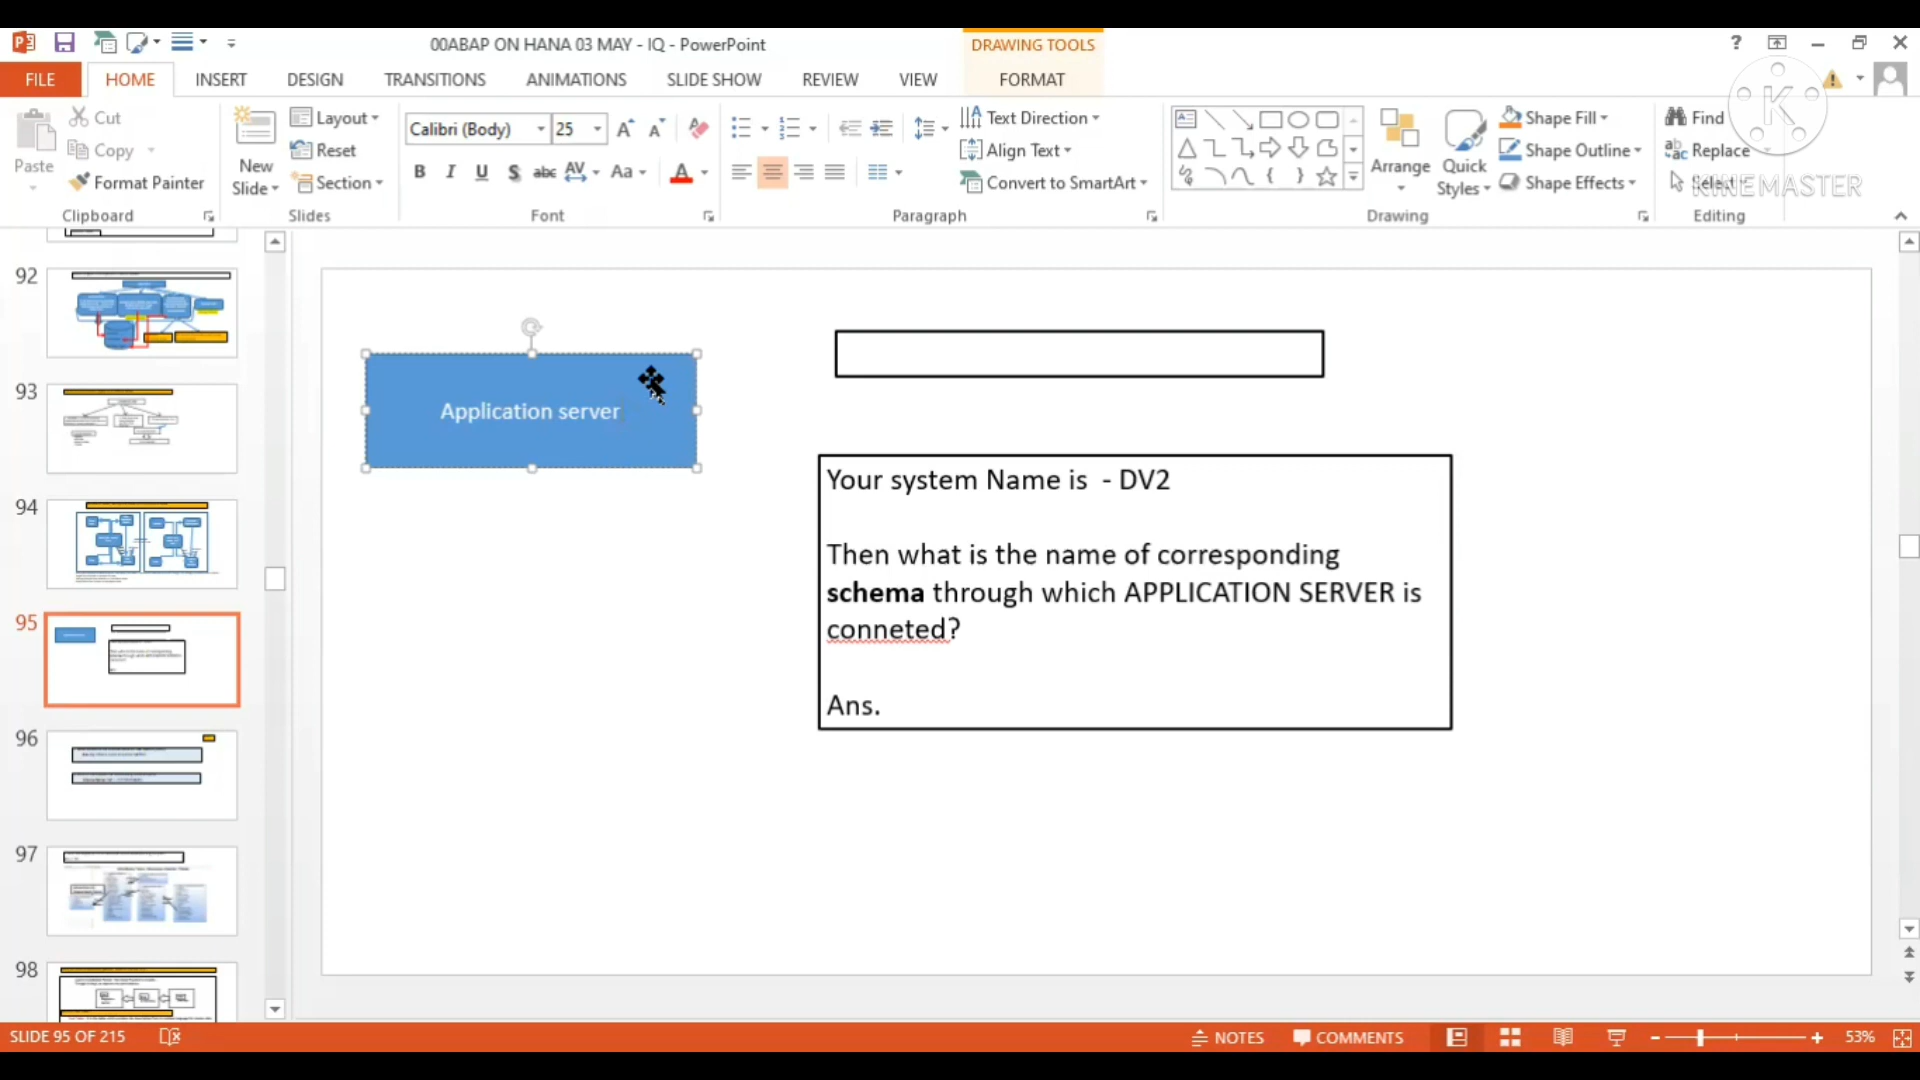 00ABAP ON HANA 03 MAY - IQ - PowerPoint
DRAWING TOOLS
?
FILE
HOME
INSERT
DESIGN
TRANSITIONS
ANIMATIONS
SLIDE SHOW
REVIEW
VIEW
FORMAT
Paste
Cut
Copy
Format Painter
Clipboard
New
Slide
Layout
Reset
Section
Slides
Calibri (Body)
25
B I U S abc AV Aa A
Font
Text Direction
Align Text
Convert to SmartArt
Paragraph
Arrange
Quick
Styles
Shape Fill
Shape Outline
Shape Effects
Drawing
Find
Replace
Select
Editing
K
KINEMASTER
92
93
94
95
96
97
98
Application server
Your system Name is - DV2
Then what is the name of corresponding
schema through which APPLICATION SERVER is
conneted?
Ans.
SLIDE 95 OF 215
NOTES
COMMENTS
53%